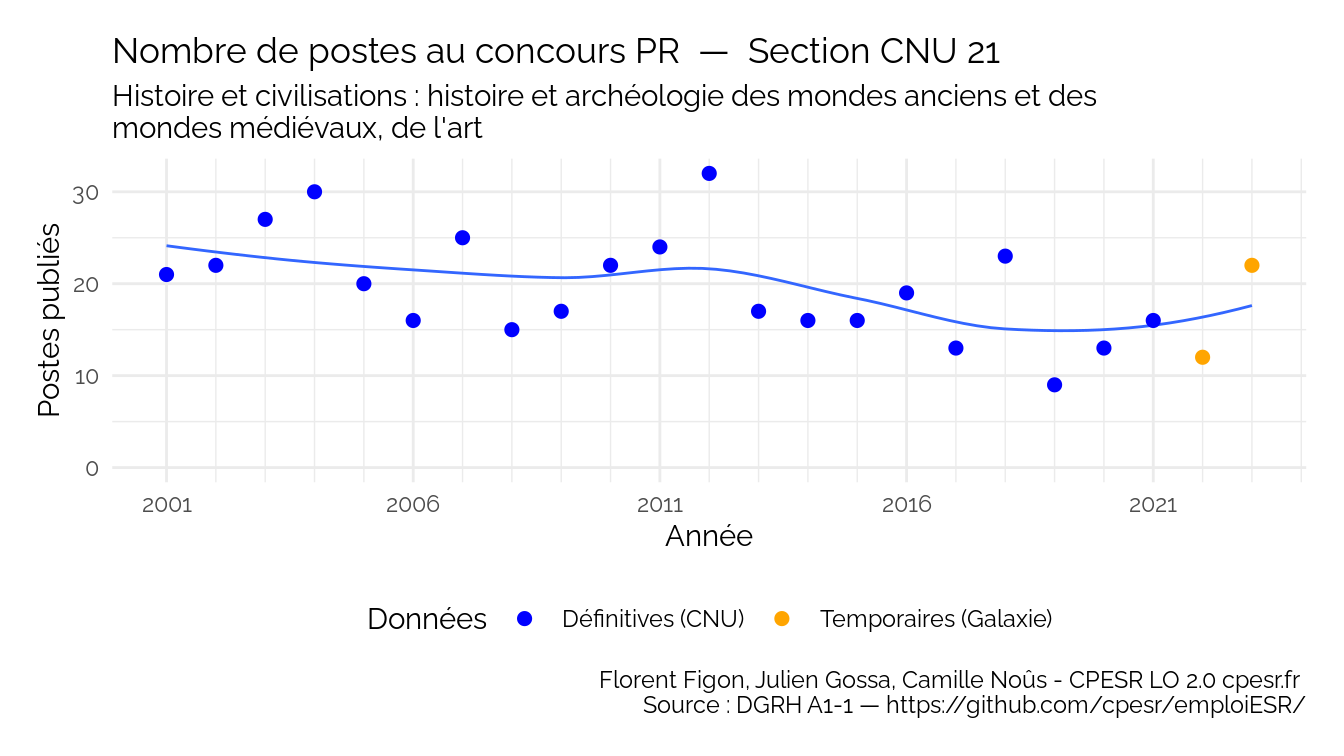 Nombre de postes au concours PR — Section CNU 21
Histoire et civilisations : histoire et archéologie des mondes anciens et des
mondes médiévaux, de l'art
Postes publiés
30
20
10
0
2001 2006 2011 2016 2021
Année
Données Définitives (CNU) Temporaires (Galaxie)
Florent Figon, Julien Gossa, Camille Noûs - CPESR LO 2.0 cpesr.fr
Source : DGRH A1-1 — https://github.com/cpesr/emploiESR/